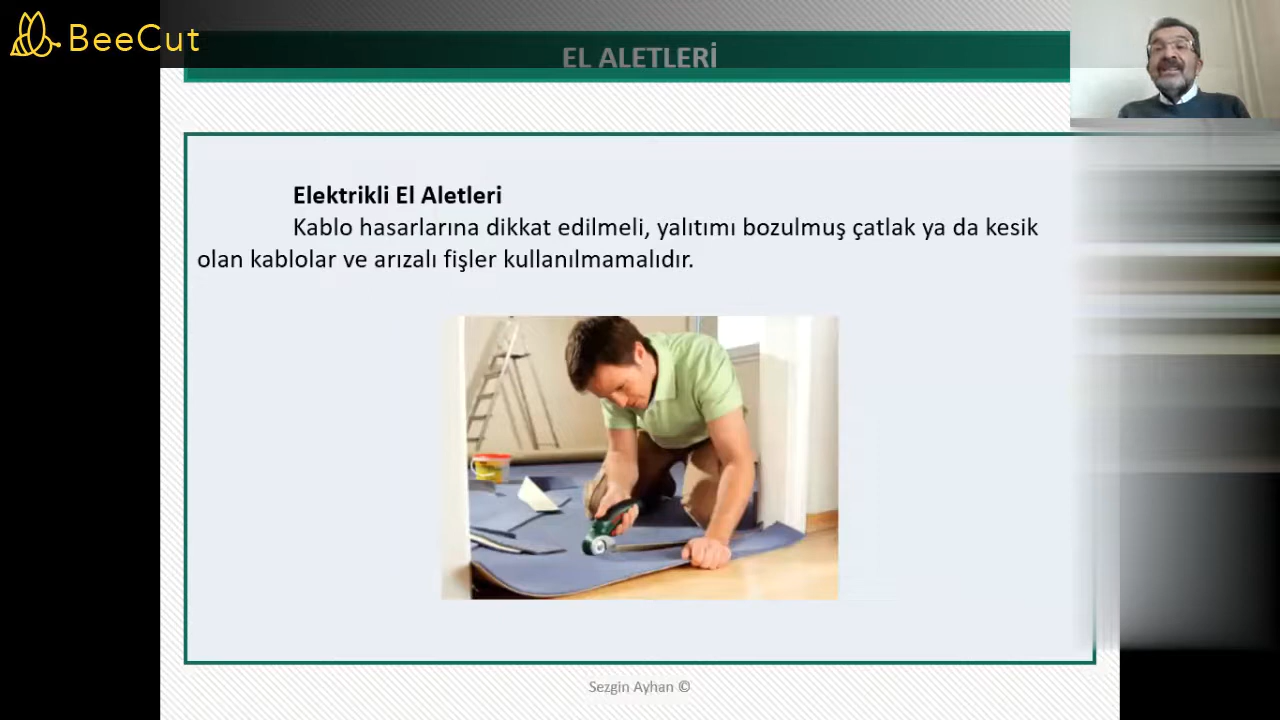 BeeCut
EL ALETLERİ
Elektrikli El Aletleri
Kablo hasarlarına dikkat edilmeli, yalıtımı bozulmuş çatlak ya da kesik
olan kablolar ve arızalı fişler kullanılmamalıdır.
Sezgin Ayhan ©